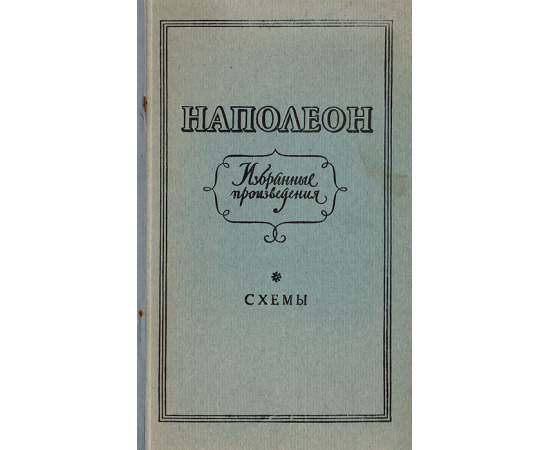 НАПОЛЕОН
Избранные
произведения
*
СХЕМЫ